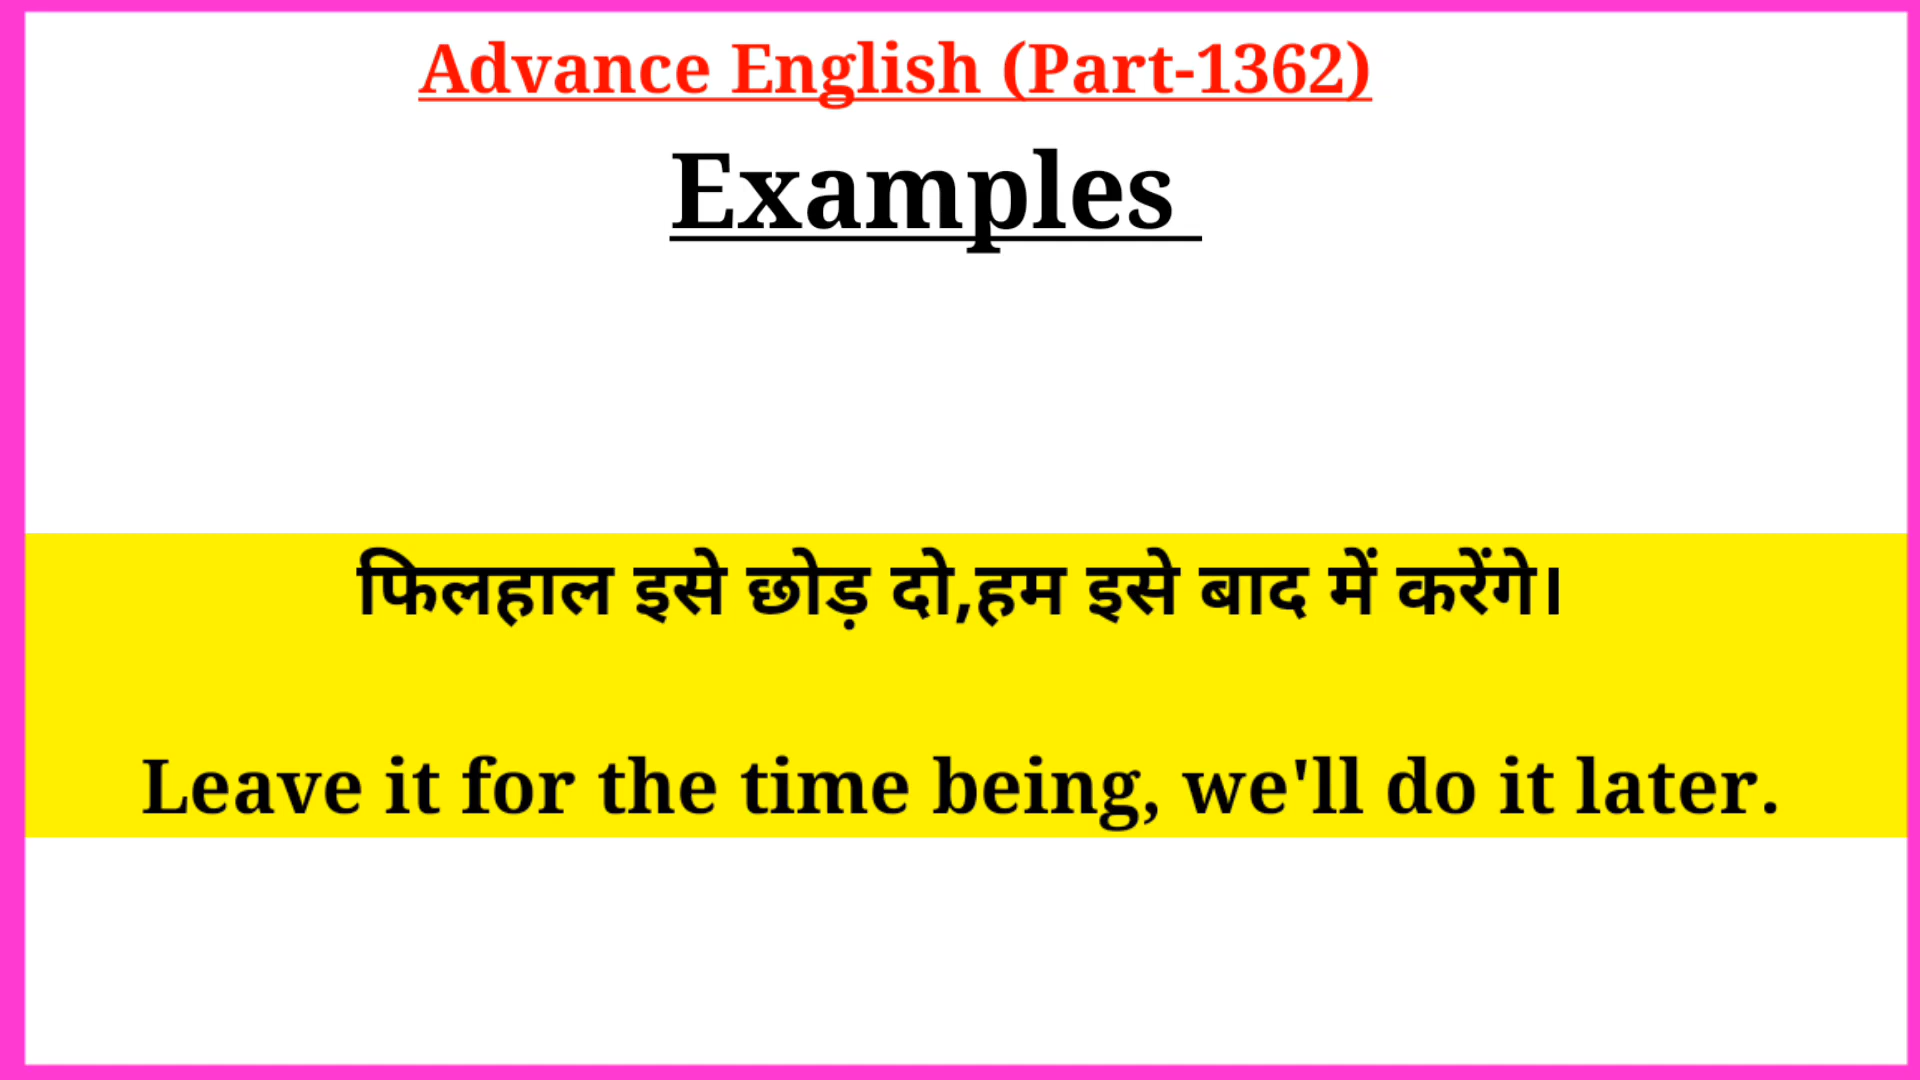 Advance English (Part-1362)
Examples
फिलहाल इसे छोड़ दो,हम इसे बाद में करेंगे।
Leave it for the time being, we'll do it later.